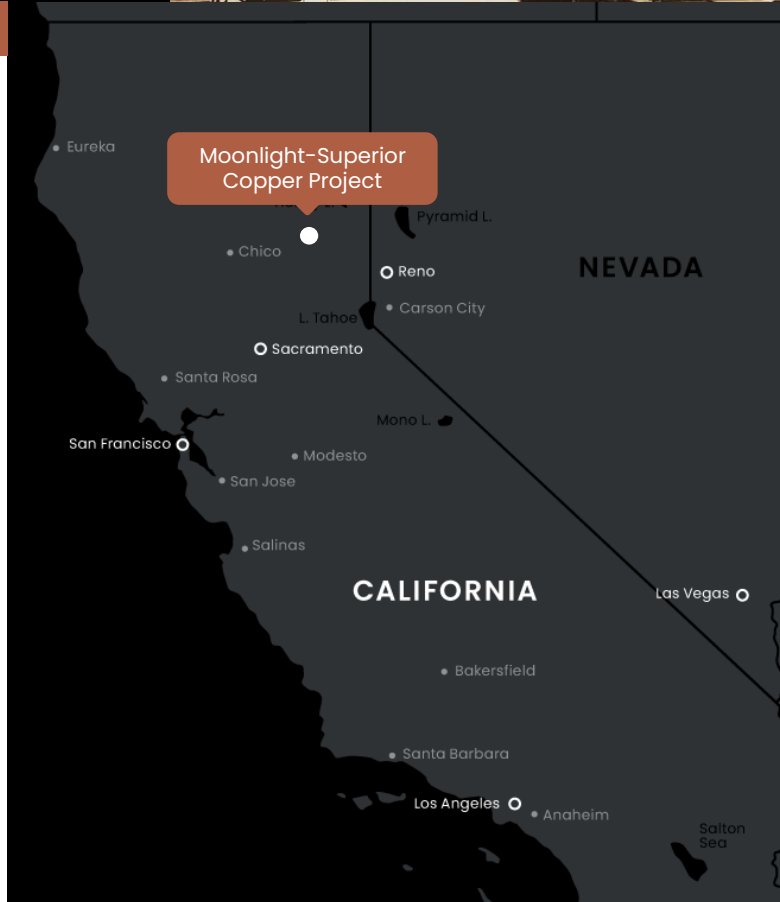 Eureka
Moonlight-Superior
Copper Project
Pyramid L.
Chico
NEVADA
Reno
Carson City
L. Tahoe
Sacramento
Santa Rosa
Mono L.
San Francisco
Modesto
San Jose
Salinas
CALIFORNIA
Las Vegas
Bakersfield
Santa Barbara
Los Angeles
Anaheim
Salton
Sea